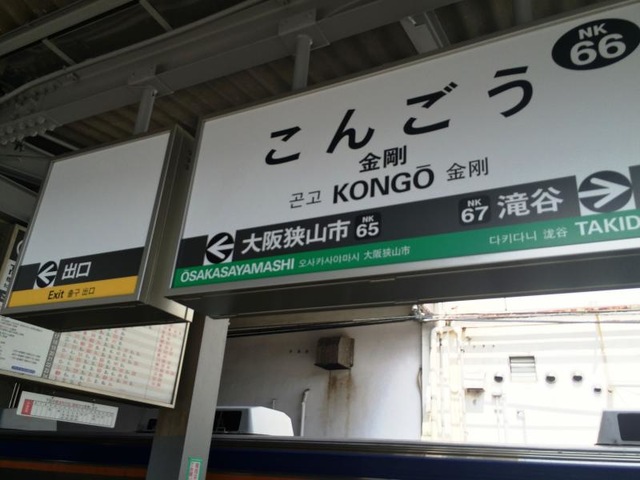 NK
66
こんごう
金剛
곤고 KONGŌ 金剛
大阪狭山市 NK 65
NK 67 滝谷
ŌSAKASAYAMASHI 오사카사야마시 大阪狭山市
다키다니 泷谷 TAKID
出口
Exit 출구 出口